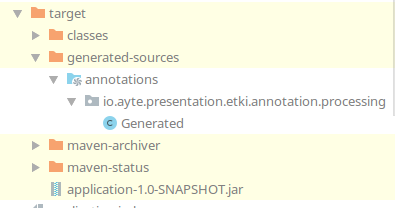 target
classes
generated-sources
annotations
io.ayte.presentation.etki.annotation.processing
C Generated
maven-archiver
maven-status
application-1.0-SNAPSHOT.jar